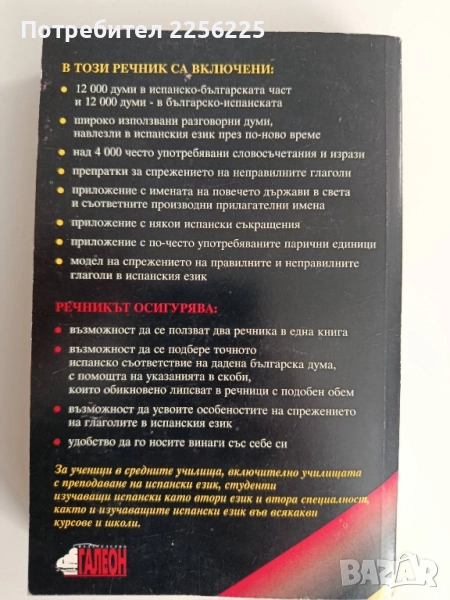 Потребител 2256255
В ТОЗИ РЕЧНИК СА ВКЛЮЧЕНИ:
● 12 000 думи в испанско-българската част
и 12 000 думи - в българско-испанската
● широко използвани разговорни думи,
навлезли в испанския език през по-ново време
● над 4 000 често употребявани словосъчетания и изрази
● препратки за спрежението на неправилните глаголи
● приложение с имената на повечето държави в света
и съответните производни прилагателни имена
● приложение с някои испански съкращения
● приложение с по-често употребяваните парични единици
● модел на спрежението на правилните и неправилните
глаголи в испанския език
РЕЧНИКЪТ ОСИГУРЯВА:
● възможност да се ползват два речника в една книга
● възможност да се подбере точното
испанско съответствие на дадена българска дума,
с помощта на указанията в скоби,
които обикновено липсват в речници с подобен обем
● възможност да усвоите особеностите на спрежението
на глаголите в испанския език
● удобство да го носите винаги със себе си
За ученици в средните училища, включително училищата
с преподаване на испански език, студенти
изучаващи испански като втори език и втора специалност,
както и изучаващите испански език във всякакви
курсове и школи.
ГАЛЕОН
BAZAR.bg